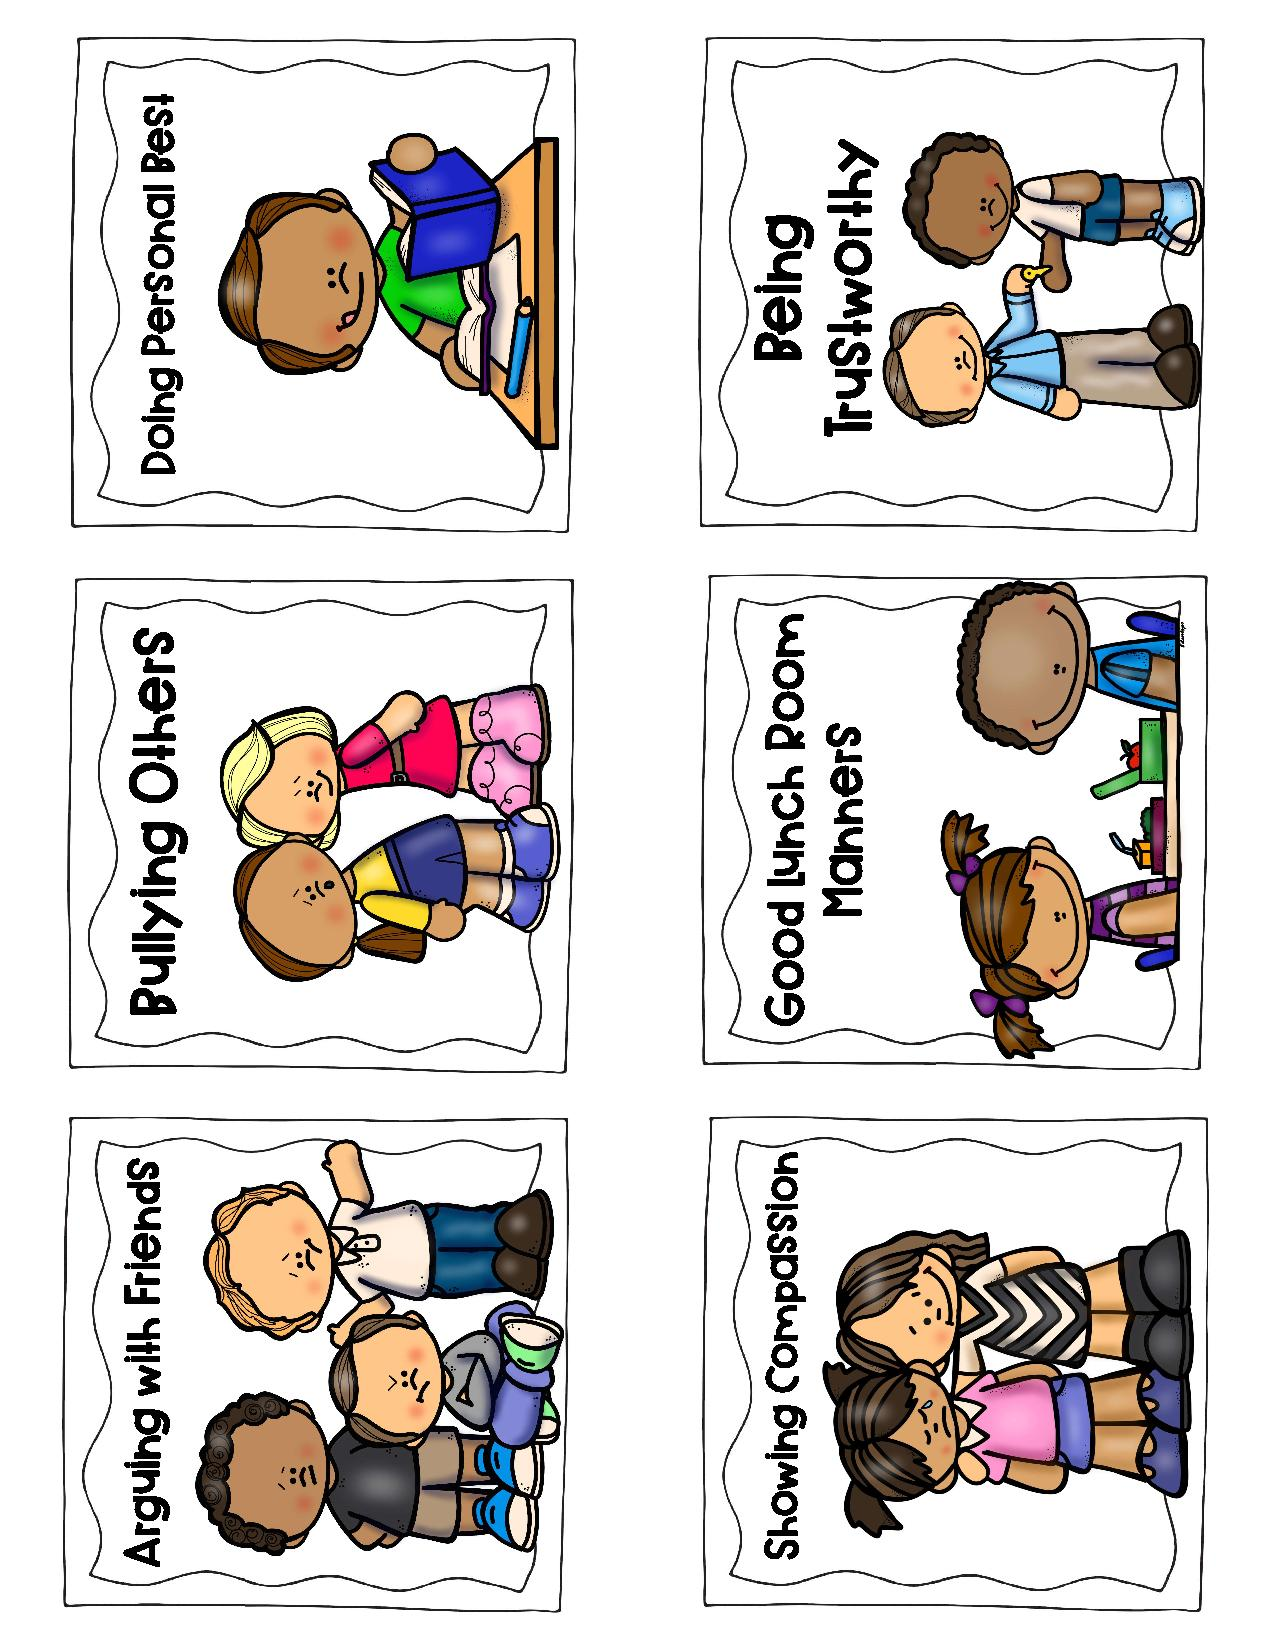 Arguing with Friends
Bullying Others
Doing Personal Best
Showing Compassion
Good Lunch Room
Manners
Being
Trustworthy